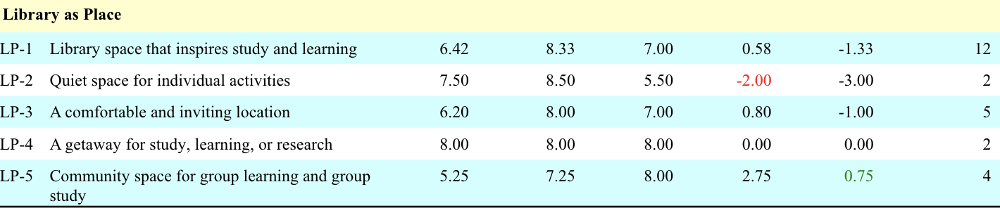 Library as Place
LP-1 Library space that inspires study and learning 6.42 8.33 7.00 0.58 -1.33 12
LP-2 Quiet space for individual activities 7.50 8.50 5.50 -2.00 -3.00 2
LP-3 A comfortable and inviting location 6.20 8.00 7.00 0.80 -1.00 5
LP-4 A getaway for study, learning, or research 8.00 8.00 8.00 0.00 0.00 2
LP-5 Community space for group learning and group 5.25 7.25 8.00 2.75 0.75 4
study